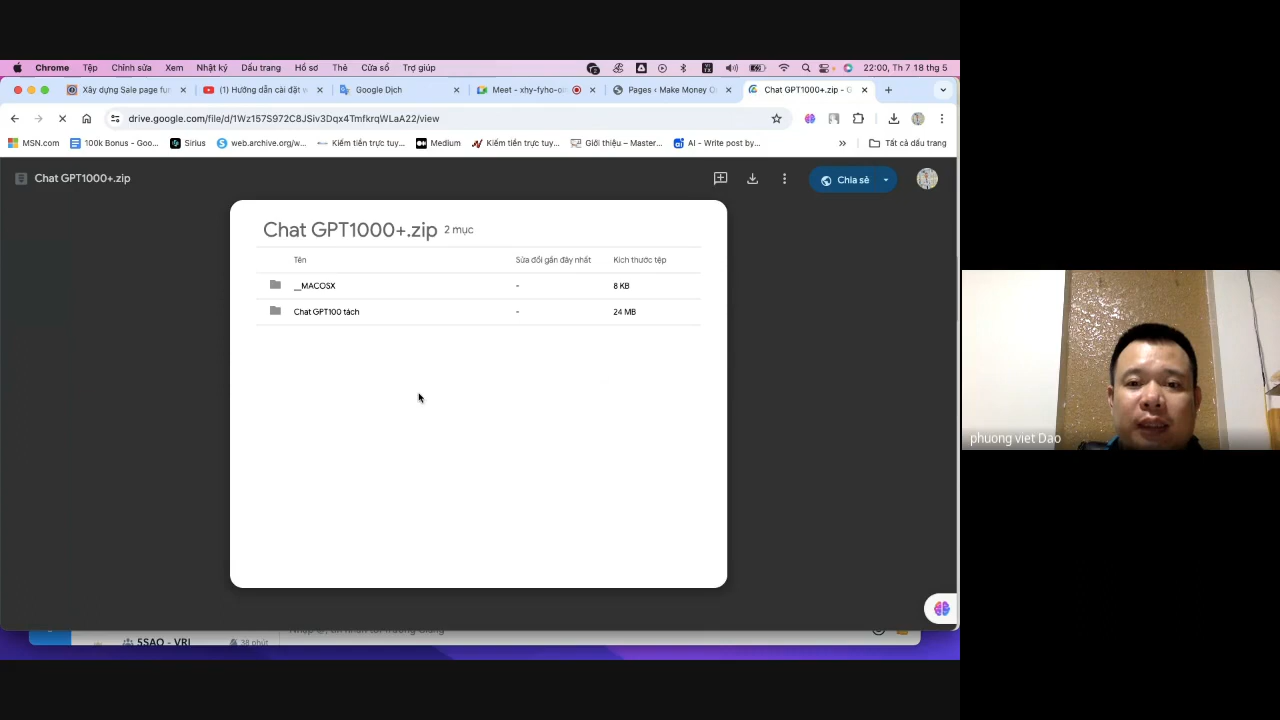 Chrome Tệp Chỉnh sửa Xem Nhật ký Dấu trang Hồ sơ Thẻ Cửa sổ Trợ giúp 22:00, Th 7 18 thg 5
Xây dựng Sale page fu (1) Hướng dẫn cài đặt Google Dịch Meet - xhy-fyho- Pages ‹ Make Money Chat GPT1000+.zip - G
drive.google.com/file/d/1Wz157S972C8JSiv3Dqx4TmfkrqWLaA22/view
MSN.com 100k Bonus - Goo... Sirius web.archive.org/w... Kiếm tiền trực tuy... Medium Kiếm tiền trực tuy... Giới thiệu – Master... AI - Write post by... Tất cả dấu trang
Chat GPT1000+.zip Chia sẻ
Chat GPT1000+.zip 2 mục
Tên Sửa đổi gần đây nhất Kích thước tệp
__MACOSX - 8 KB
Chat GPT100 tách - 24 MB
phuong viet Dao
5SAO - VRI 38 phút